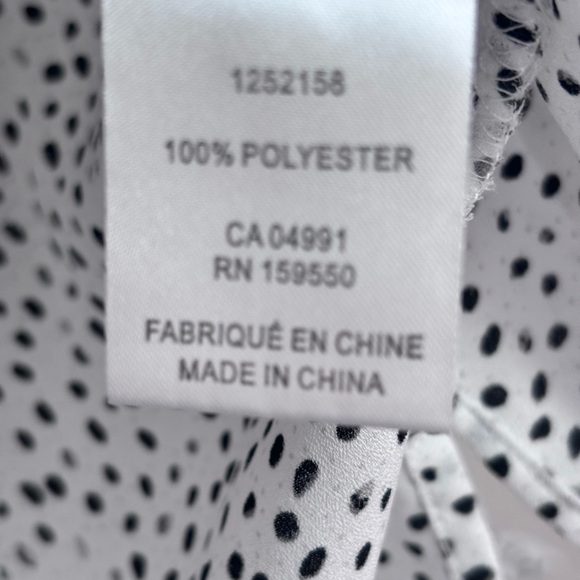 1252158
100% POLYESTER
CA 04991
RN 159550
FABRIQUÉ EN CHINE
MADE IN CHINA